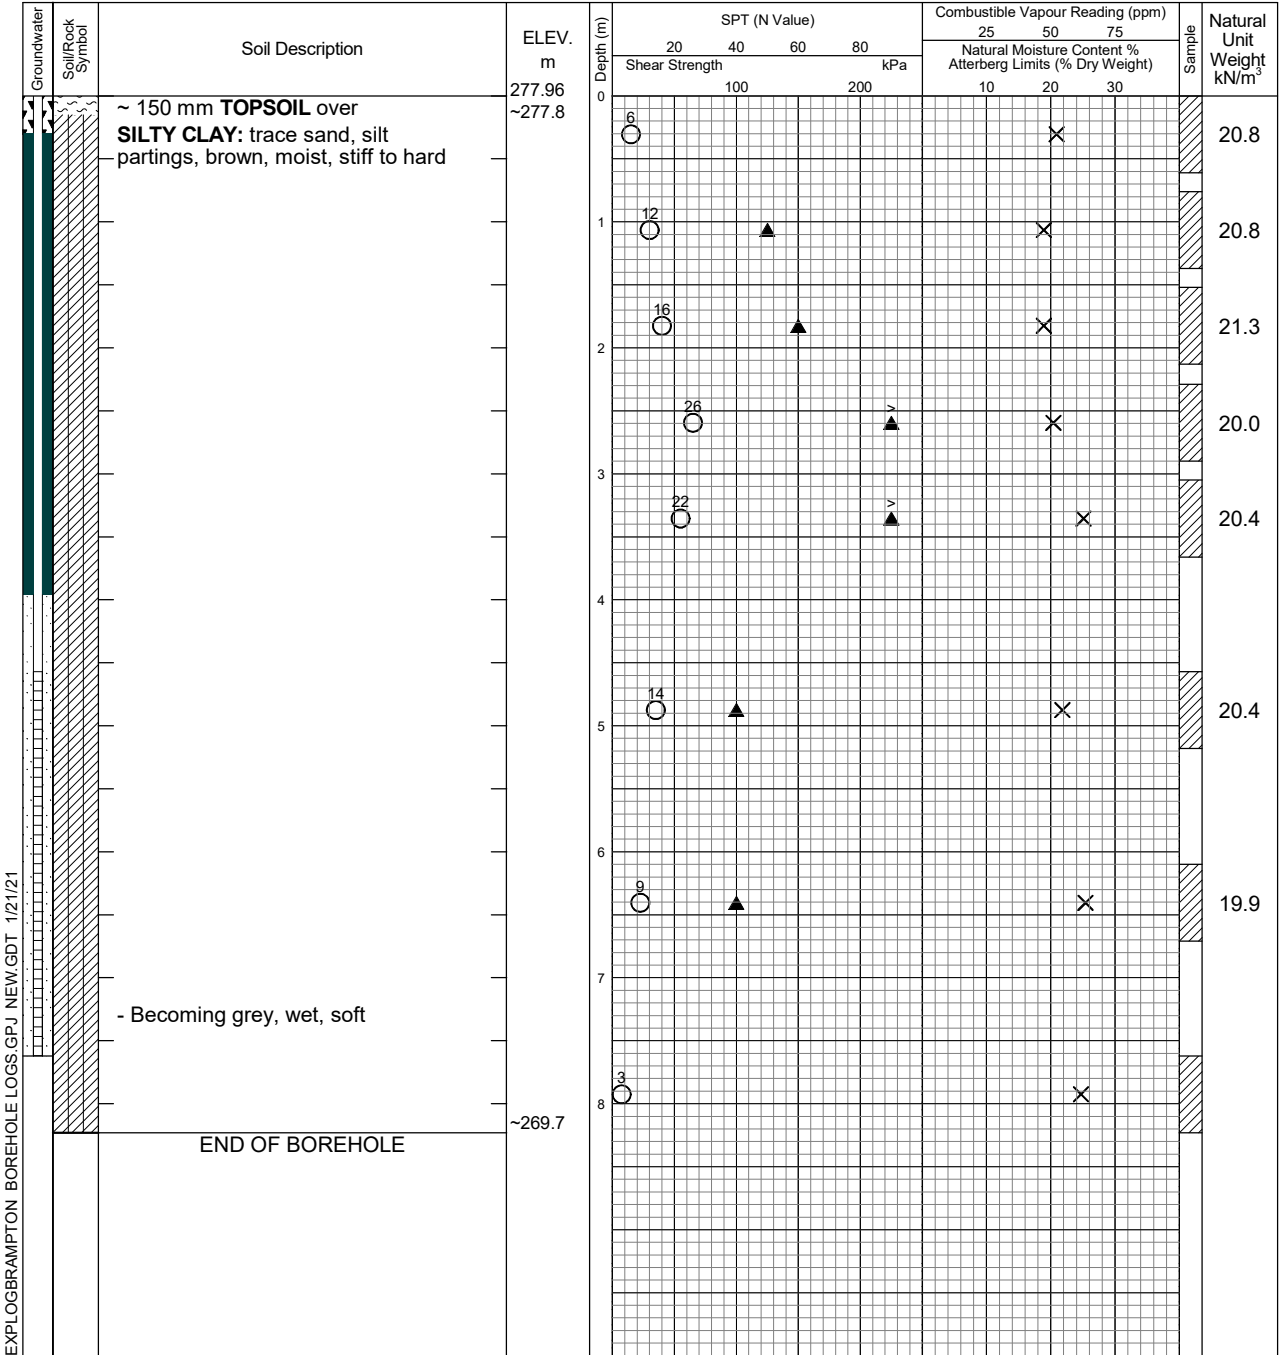 Groundwater
Soil/Rock
Symbol
Soil Description
ELEV.
m
277.96
Depth (m)
SPT (N Value)
20 40 60 80
Shear Strength kPa
100 200
Combustible Vapour Reading (ppm)
25 50 75
Natural Moisture Content %
Atterberg Limits (% Dry Weight)
10 20 30
Sample
Natural
Unit
Weight
kN/m³
0
~ 150 mm TOPSOIL over
~277.8
SILTY CLAY: trace sand, silt
partings, brown, moist, stiff to hard
6
20.8
1
12
20.8
16
21.3
2
26 >
20.0
3
22 >
20.4
4
14
20.4
5
6
9
19.9
7
- Becoming grey, wet, soft
3
8
~269.7
END OF BOREHOLE
EXPLOGBRAMPTON BOREHOLE LOGS.GPJ NEW.GDT 1/21/21